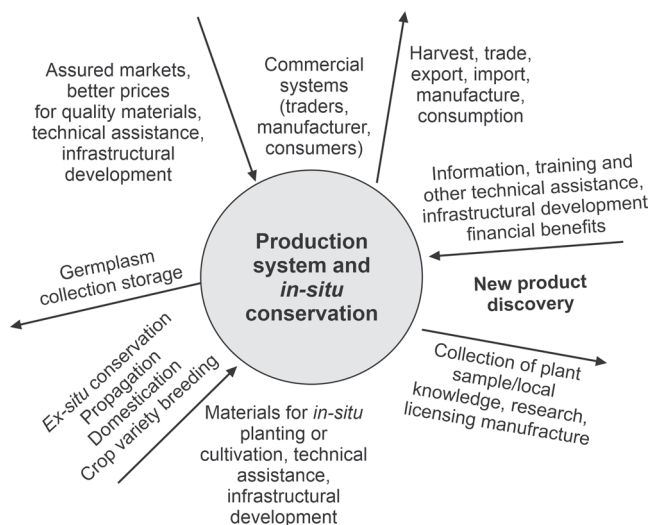 Assured markets,
better prices
for quality materials,
technical assistance,
infrastructural
development
Commercial
systems
(traders,
manufacturer,
consumers)
Harvest, trade,
export, import,
manufacture,
consumption
Information, training and
other technical assistance,
infrastructural development
financial benefits
Production
system and
in-situ
conservation
New product
discovery
Germplasm
collection storage
Ex-situ conservation
Propagation
Domestication
Crop variety breeding
Materials for in-situ
planting or
cultivation, technical
assistance,
infrastructural
development
Collection of plant
sample/local
knowledge, research,
licensing manufracture